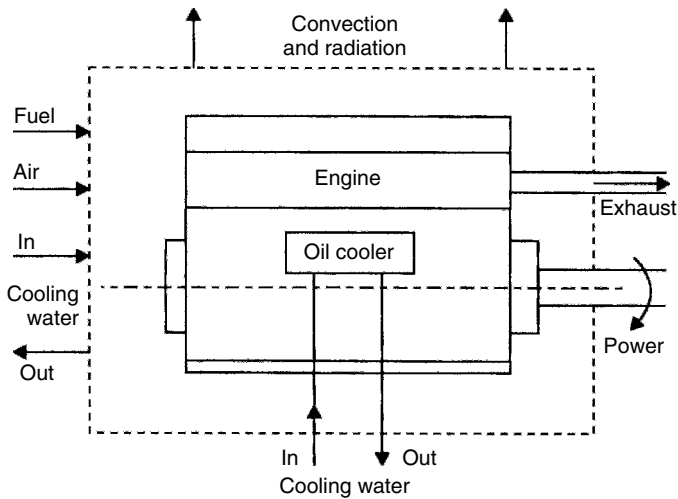 Convection
and radiation
Fuel
Air
Engine
Exhaust
In
Oil cooler
Cooling
water
Power
Out
In
Out
Cooling water